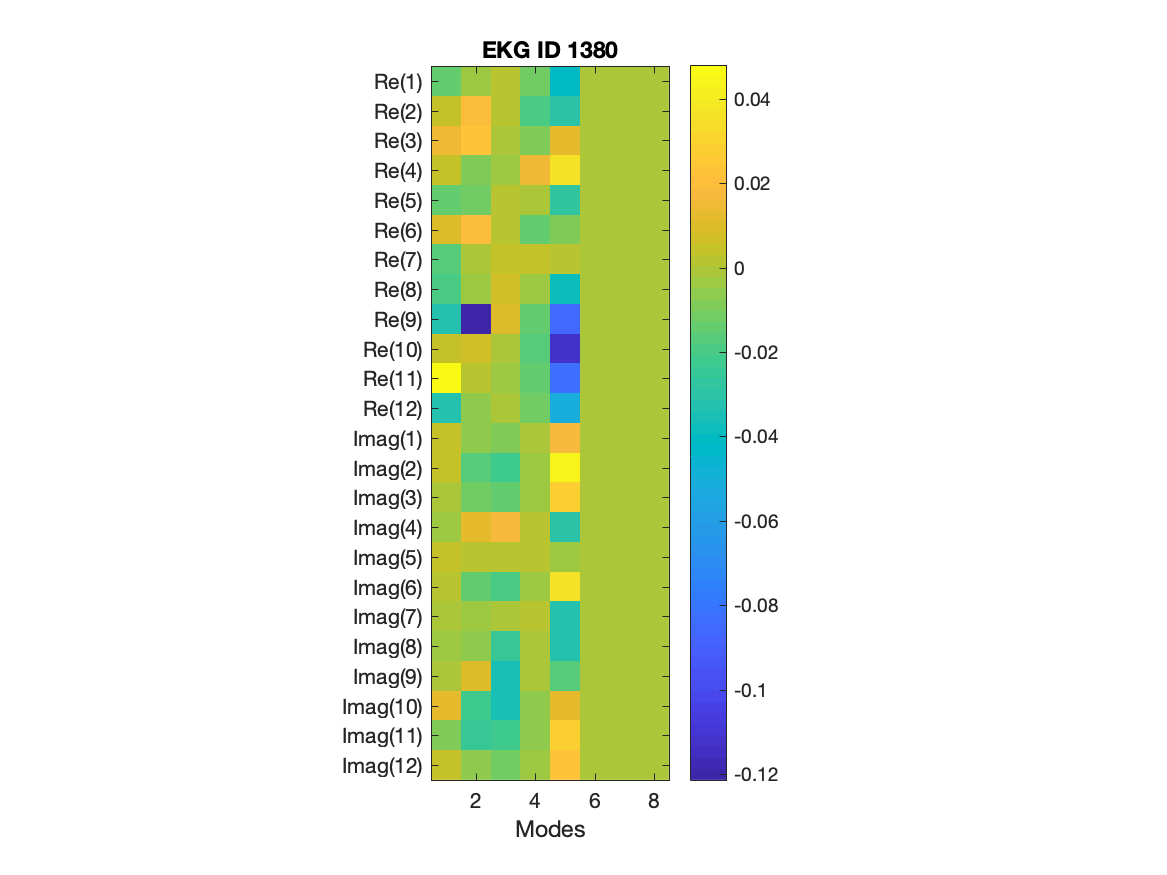 EKG ID 1380
Re(1)
Re(2)
Re(3)
Re(4)
Re(5)
Re(6)
Re(7)
Re(8)
Re(9)
Re(10)
Re(11)
Re(12)
Imag(1)
Imag(2)
Imag(3)
Imag(4)
Imag(5)
Imag(6)
Imag(7)
Imag(8)
Imag(9)
Imag(10)
Imag(11)
Imag(12)
2 4 6 8
Modes
0.04
0.02
0
-0.02
-0.04
-0.06
-0.08
-0.1
-0.12